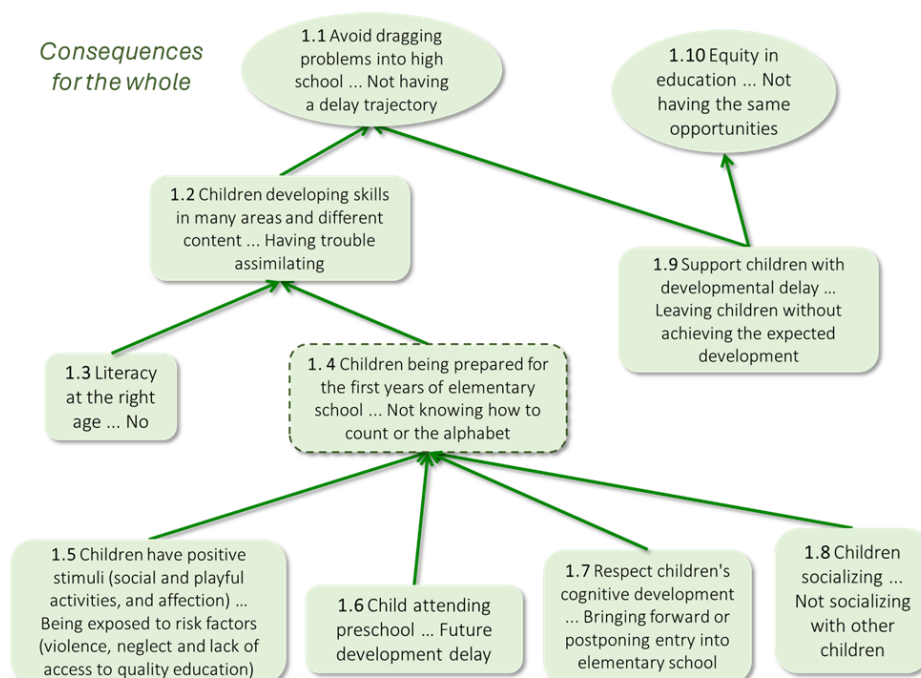 Consequences
for the whole
1.1 Avoid dragging
problems into high
school ... Not having
a delay trajectory
1.10 Equity in
education ... Not
having the same
opportunities
1.2 Children developing skills
in many areas and different
content ... Having trouble
assimilating
1.9 Support children with
developmental delay ...
Leaving children without
achieving the expected
development
1.3 Literacy
at the right
age ... No
1. 4 Children being prepared for
the first years of elementary
school ... Not knowing how to
count or the alphabet
1.5 Children have positive
stimuli (social and playful
activities, and affection) ...
Being exposed to risk factors
(violence, neglect and lack of
access to quality education)
1.6 Child attending
preschool ... Future
development delay
1.7 Respect children's
cognitive development
... Bringing forward or
postponing entry into
elementary school
1.8 Children
socializing ...
Not socializing
with other
children